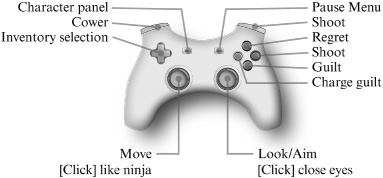 Character panel
Cower
Inventory selection
Pause Menu
Shoot
Regret
Shoot
Guilt
Charge guilt
Move
[Click] like ninja
Look/Aim
[Click] close eyes